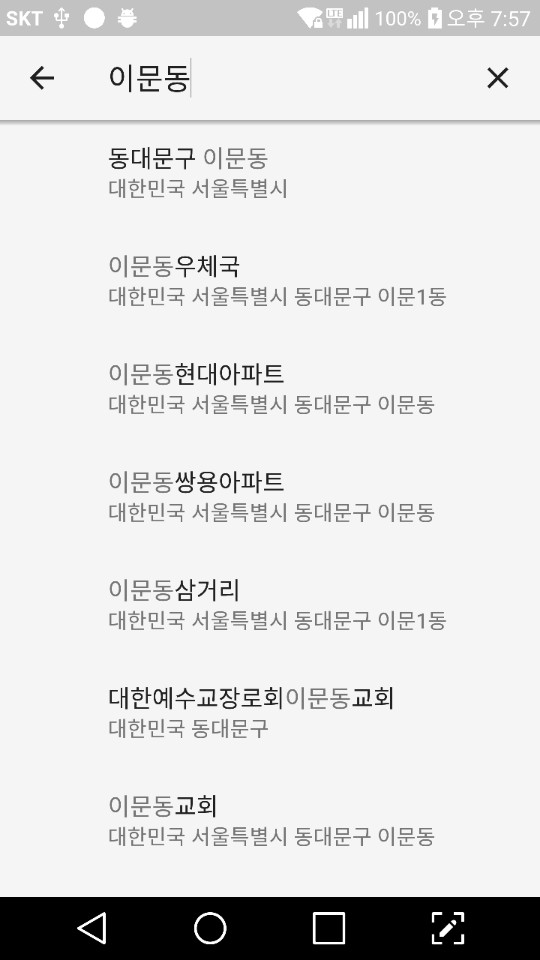 SKT LTE 100% 오후 7:57
이문동
동대문구 이문동
대한민국 서울특별시
이문동우체국
대한민국 서울특별시 동대문구 이문1동
이문동현대아파트
대한민국 서울특별시 동대문구 이문동
이문동쌍용아파트
대한민국 서울특별시 동대문구 이문동
이문동삼거리
대한민국 서울특별시 동대문구 이문1동
대한예수교장로회이문동교회
대한민국 동대문구
이문동교회
대한민국 서울특별시 동대문구 이문동